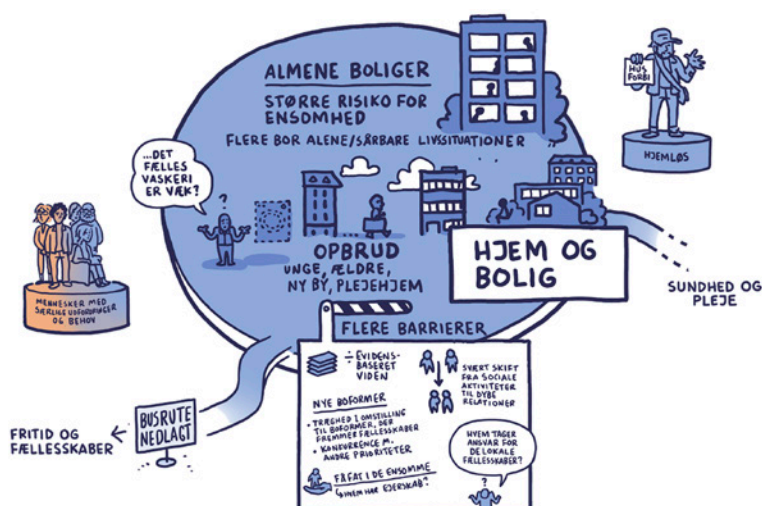 ALMENE BOLIGER
STØRRE RISIKO FOR
ENSOMHED
FLERE BOR ALENE/SÅRBARE LIVSSITUATIONER
HUS
FORBI
HJEMLØS
...DET
FÆLLES
VASKERI
ER VÆK?
?
OPBRUD
UNGE, ÆLDRE,
NY BY, PLEJEHJEM
HJEM OG
BOLIG
SUNDHED OG
PLEJE
MENNESKER MED
SÆRLIGE UDFORDRINGER
OG BEHOV
FLERE BARRIERER
÷ EVIDENS-
BASERET
VIDEN
SVÆRT SKIFT
FRA SOCIALE
AKTIVITETER
TIL DYBE
RELATIONER
NYE BOFORMER
• TRÆGHED I OMSTILLING
TIL BOFORMER, DER
FREMMER FÆLLESSKABER
• KONKURRENCE M.
ANDRE PRIORITETER
HVEM TAGER
ANSVAR FOR
DE LOKALE
FÆLLESSKABER?
?
FÅ FAT I DE ENSOMME
↳ HVEM HAR EJERSKAB?
BUSRUTE
NEDLAGT
FRITID OG
FÆLLESSKABER